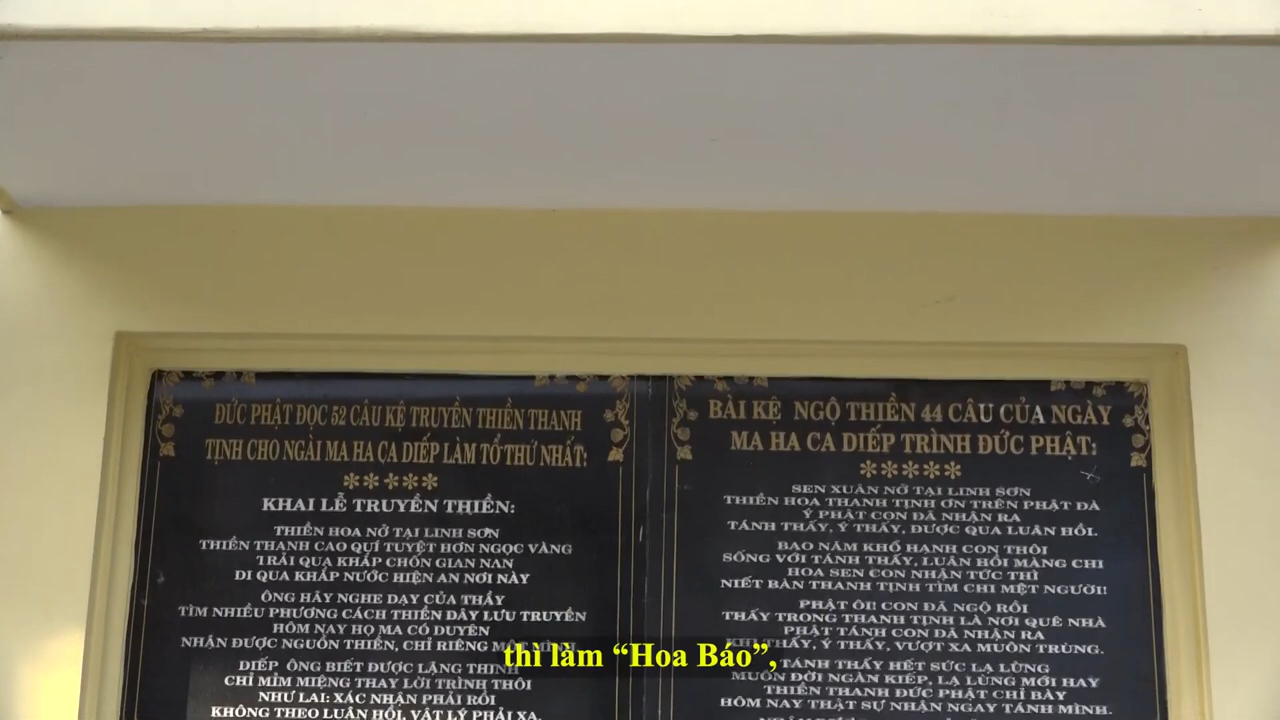 ĐỨC PHẬT ĐỌC 52 CÂU KỆ TRUYỀN THIỀN THANH
TỊNH CHO NGÀI MA HA CA DIẾP LÀM TỔ THỨ NHẤT:
*****
KHAI LỄ TRUYỀN THIỀN:
THIỀN HOA NỞ TẠI LINH SƠN
THIỀN THANH CAO QUÍ TUYỆT HƠN NGỌC VÀNG
TRẢI QUA KHẮP CHỐN GIAN NAN
DI QUA KHẮP NƯỚC HIỆN AN NƠI NÀY
ÔNG HÃY NGHE DẠY CỦA THẦY
TÌM NHIỀU PHƯƠNG CÁCH THIỀN DÂY LƯU TRUYỀN
HÔM NAY HỌ MA CÓ DUYÊN
NHẬN ĐƯỢC NGUỒN THIỀN, CHỈ RIÊNG MỘT MÌNH.
DIẾP ÔNG BIẾT ĐƯỢC LẶNG THINH
CHỈ MỈM MIỆNG THAY LỜI TRÌNH THÔI
NHƯ LAI: XÁC NHẬN PHẢI RỒI
KHÔNG THEO LUÂN HỒI, VẬT LÝ PHẢI XA.
BÀI KỆ NGỘ THIỀN 44 CÂU CỦA NGÀY
MA HA CA DIẾP TRÌNH ĐỨC PHẬT:
*****
SEN XUÂN NỞ TẠI LINH SƠN
THIỀN HOA THANH TỊNH ƠN TRÊN PHẬT ĐÀ
Ý PHẬT CON ĐÃ NHẬN RA
TÁNH THẤY, Ý THẤY, ĐƯỢC QUA LUÂN HỒI.
BAO NĂM KHỔ HẠNH CON THÔI
SỐNG VỚI TÁNH THẤY, LUÂN HỒI MÀNG CHI
HOA SEN CON NHẬN TỨC THÌ
NIẾT BÀN THANH TỊNH TÌM CHI MỆT NGƯỜI!
PHẬT ÔI! CON ĐÃ NGỘ RỒI
THẤY TRONG THANH TỊNH LÀ NƠI QUÊ NHÀ
PHẬT TÁNH CON ĐÃ NHẬN RA
KHI THẤY, Ý THẤY, VƯỢT XA MUÔN TRÙNG.
TÁNH THẤY HẾT SỨC LẠ LÙNG
MUÔN ĐỜI NGÀN KIẾP, LẠ LÙNG MỚI HAY
THIỀN THANH ĐỨC PHẬT CHỈ BÀY
HÔM NAY THẬT SỰ NHẬN NGAY TÁNH MÌNH.
thì làm “Hoa Báo”,